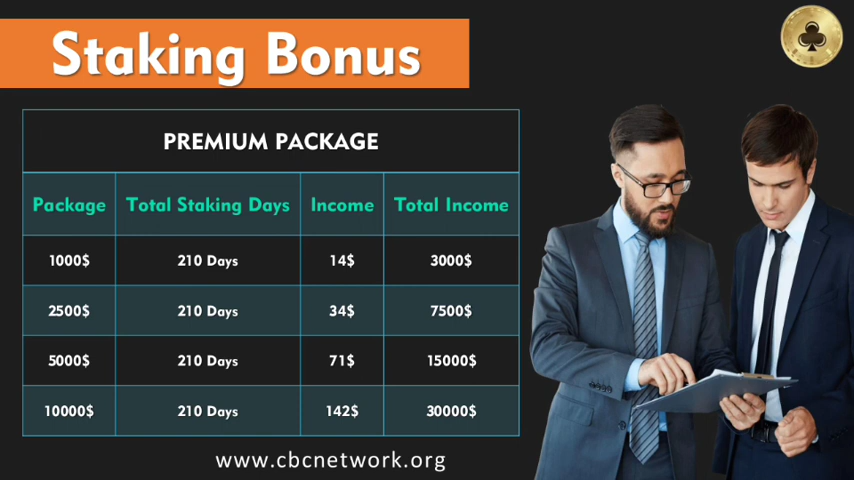 Staking Bonus
PREMIUM PACKAGE
Package Total Staking Days Income Total Income
1000$ 210 Days 14$ 3000$
2500$ 210 Days 34$ 7500$
5000$ 210 Days 71$ 15000$
10000$ 210 Days 142$ 30000$
www.cbcnetwork.org